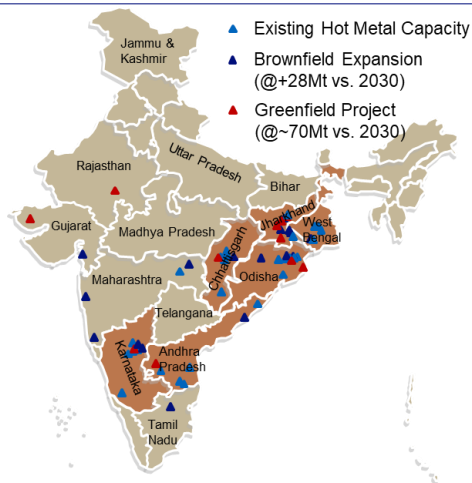 Existing Hot Metal Capacity
Brownfield Expansion
(@+28Mt vs. 2030)
Greenfield Project
(@~70Mt vs. 2030)
Jammu &
Kashmir
Uttar Pradesh
Rajasthan
Bihar
Gujarat
Madhya Pradesh
Jharkhand
West
Bengal
Chhattisgarh
Odisha
Maharashtra
Telangana
Karnataka
Andhra
Pradesh
Tamil
Nadu